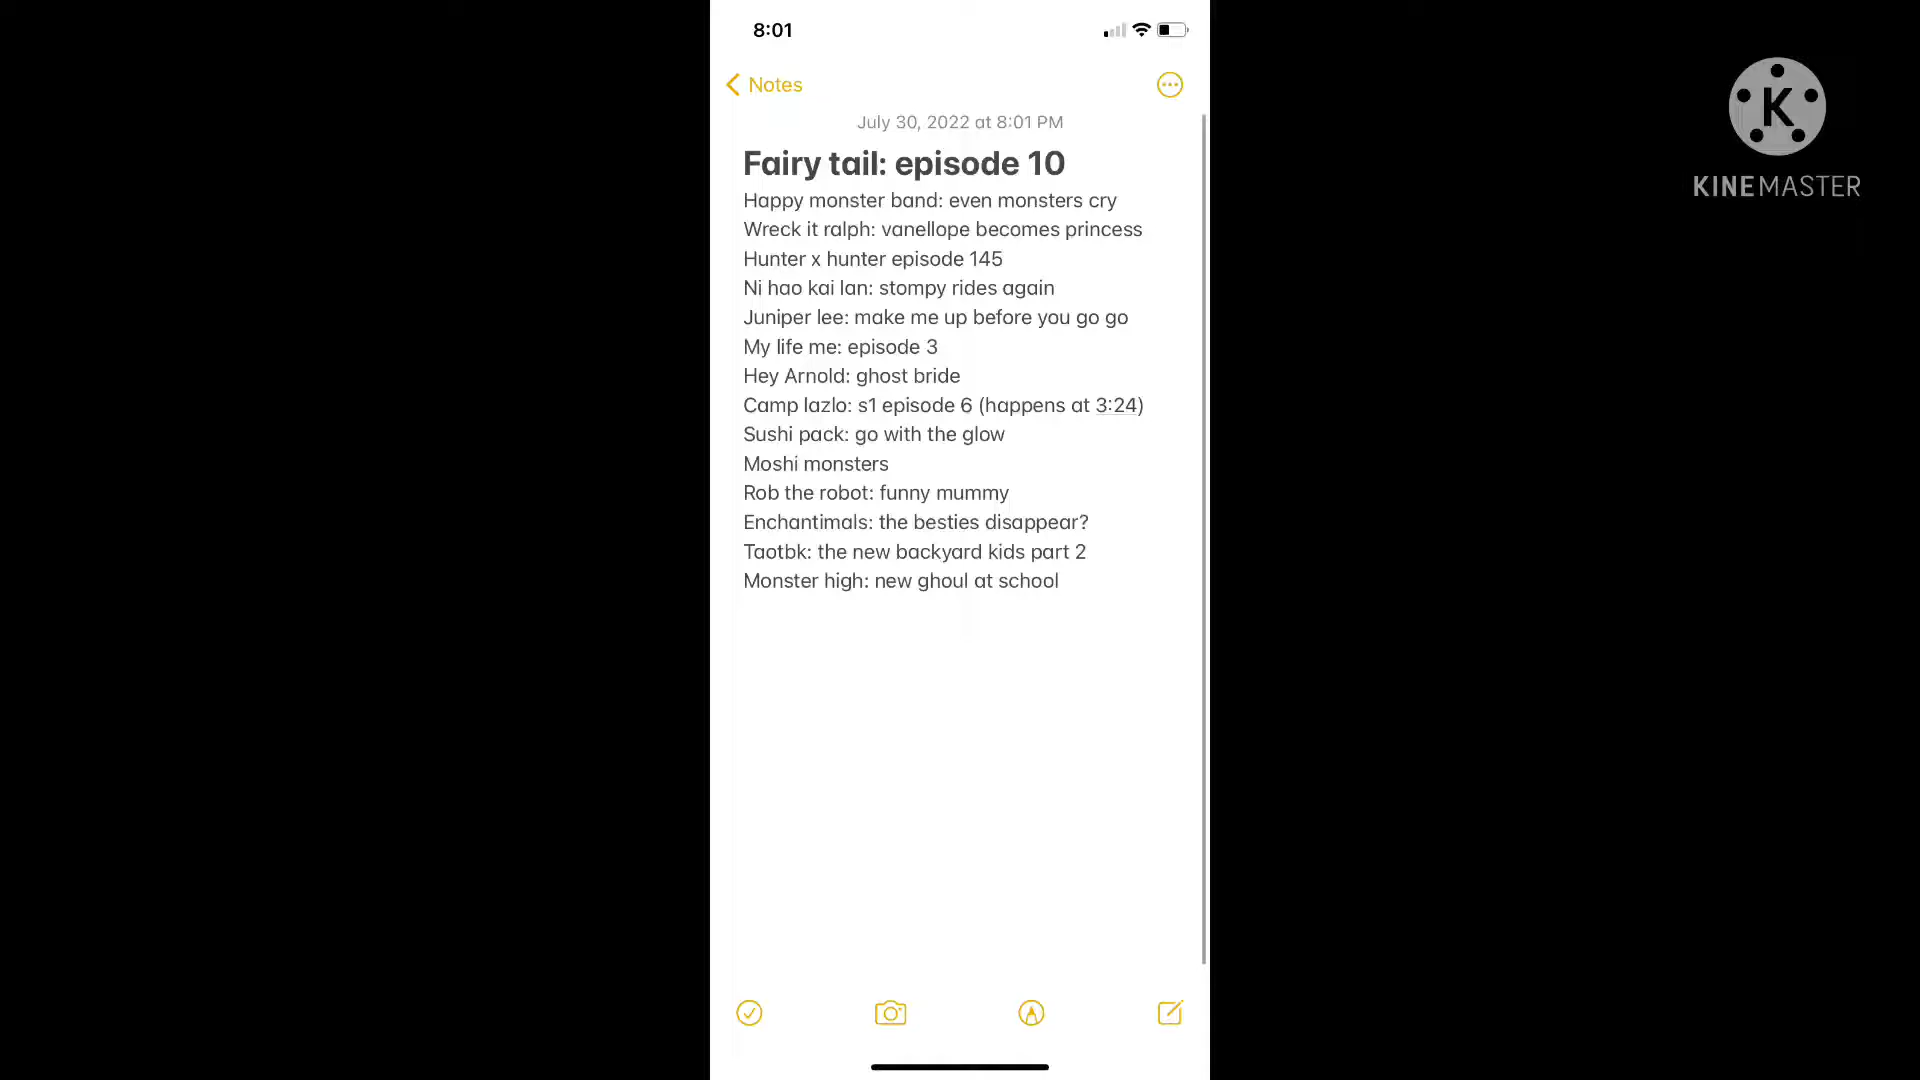 8:01
Notes
July 30, 2022 at 8:01 PM
Fairy tail: episode 10
Happy monster band: even monsters cry
Wreck it ralph: vanellope becomes princess
Hunter x hunter episode 145
Ni hao kai lan: stompy rides again
Juniper lee: make me up before you go go
My life me: episode 3
Hey Arnold: ghost bride
Camp lazlo: s1 episode 6 (happens at 3:24)
Sushi pack: go with the glow
Moshi monsters
Rob the robot: funny mummy
Enchantimals: the besties disappear?
Taotbk: the new backyard kids part 2
Monster high: new ghoul at school
K
KINEMASTER